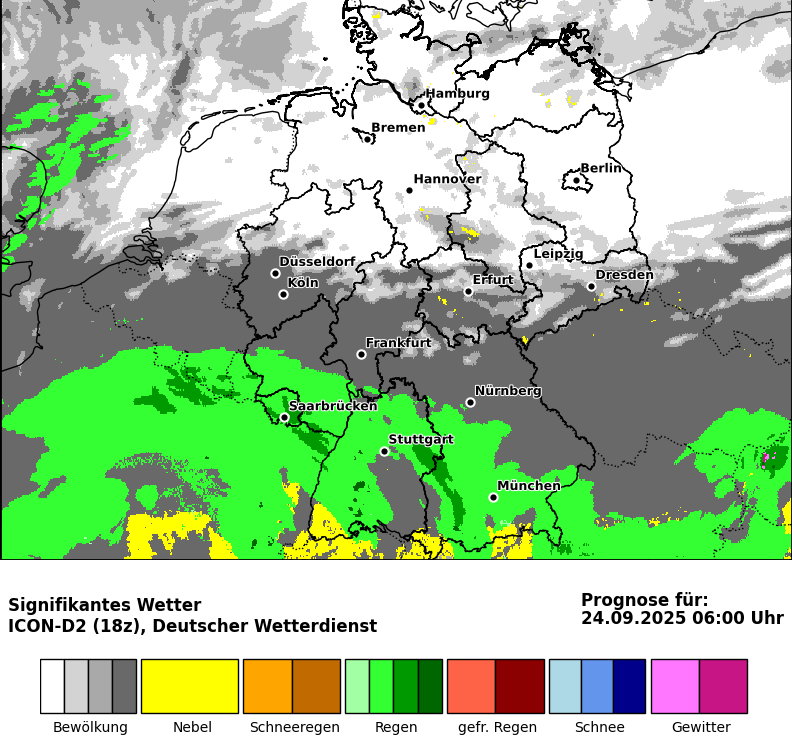 Hamburg
Bremen
Berlin
Hannover
Leipzig
Düsseldorf
Dresden
Erfurt
Köln
Frankfurt
Nürnberg
Saarbrücken
Stuttgart
München
Signifikantes Wetter
ICON-D2 (18z), Deutscher Wetterdienst
Prognose für:
24.09.2025 06:00 Uhr
Bewölkung Nebel Schneeregen Regen gefr. Regen Schnee Gewitter